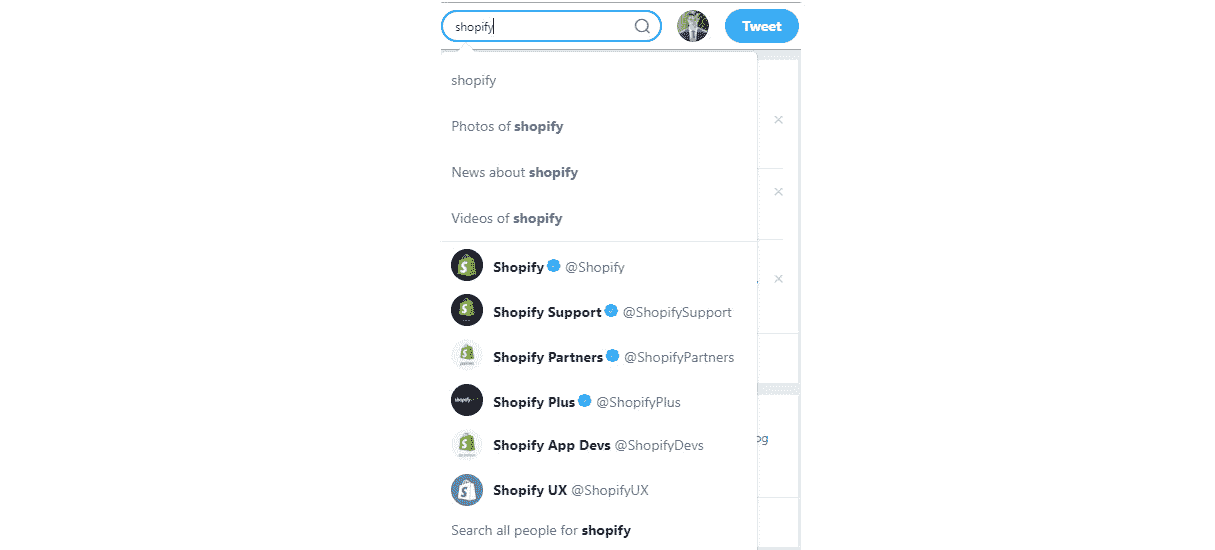 shopify
Tweet
shopify
Photos of shopify
News about shopify
Videos of shopify
Shopify @Shopify
Shopify Support @ShopifySupport
Shopify Partners @ShopifyPartners
Shopify Plus @ShopifyPlus
Shopify App Devs @ShopifyDevs
Shopify UX @ShopifyUX
Search all people for shopify